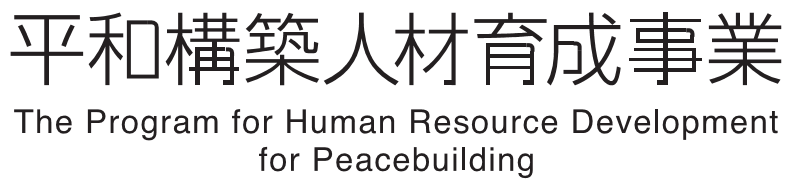 平和構築人材育成事業
The Program for Human Resource Development
for Peacebuilding